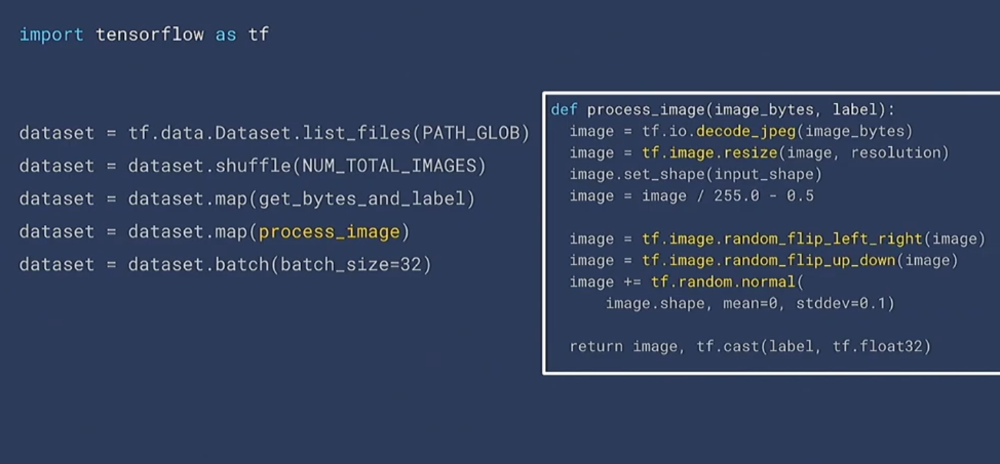 import tensorflow as tf
dataset = tf.data.Dataset.list_files(PATH_GLOB)
dataset = dataset.shuffle(NUM_TOTAL_IMAGES)
dataset = dataset.map(get_bytes_and_label)
dataset = dataset.map(process_image)
dataset = dataset.batch(batch_size=32)
def process_image(image_bytes, label):
  image = tf.io.decode_jpeg(image_bytes)
  image = tf.image.resize(image, resolution)
  image.set_shape(input_shape)
  image = image / 255.0 - 0.5
  image = tf.image.random_flip_left_right(image)
  image = tf.image.random_flip_up_down(image)
  image += tf.random.normal(
      image.shape, mean=0, stddev=0.1)
  return image, tf.cast(label, tf.float32)